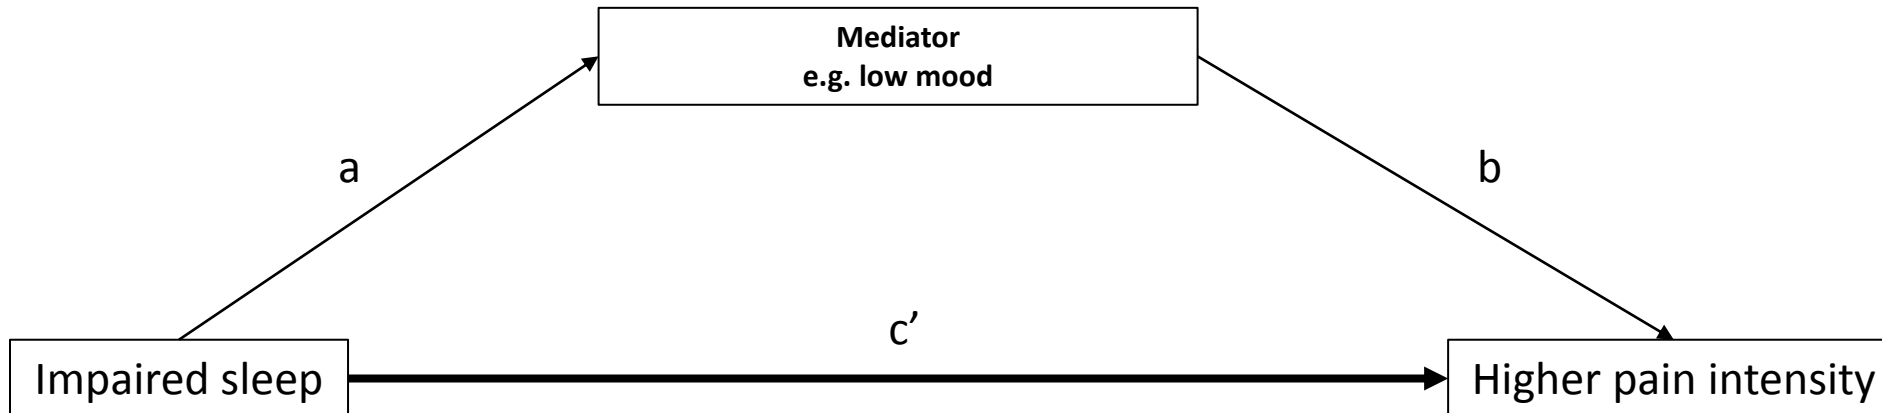 Mediator
e.g. low mood
a
b
c’
Impaired sleep
Higher pain intensity